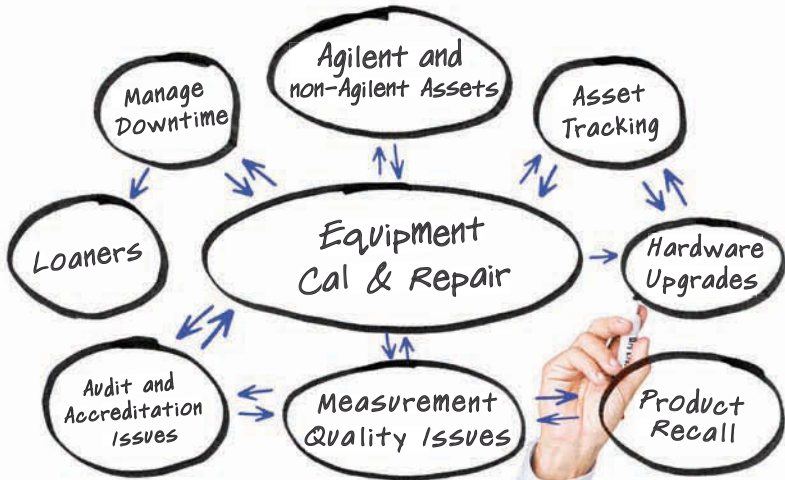 Agilent and
non-Agilent Assets
Manage
Downtime
Asset
Tracking
Loaners
Equipment
Cal & Repair
Hardware
Upgrades
Audit and
Accreditation
Issues
Measurement
Quality Issues
Product
Recall